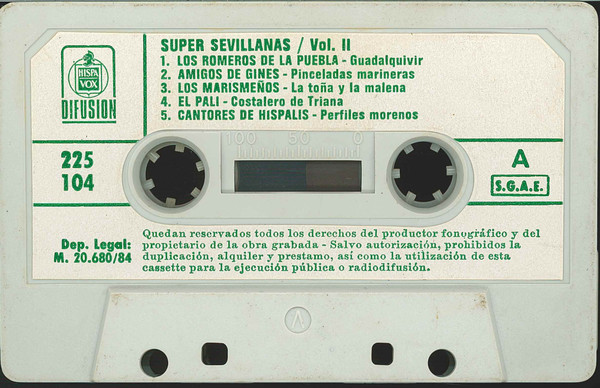 SUPER SEVILLANAS / Vol. II
1. LOS ROMEROS DE LA PUEBLA - Guadalquivir
2. AMIGOS DE GINES - Pinceladas marineras
3. LOS MARISMEÑOS - La toña y la malena
4. EL PALI - Costalero de Triana
5. CANTORES DE HISPALIS - Perfiles morenos
HISPA
VOX
DIFUSION
100 50 0
225
104
A
S.G.A.E.
Dep. Legal:
M. 20.680/84
Quedan reservados todos los derechos del productor fonográfico y del
propietario de la obra grabada - Salvo autorización, prohibidos la
duplicación, alquiler y prestamo, así como la utilización de esta
cassette para la ejecución pública o radiodifusión.
A